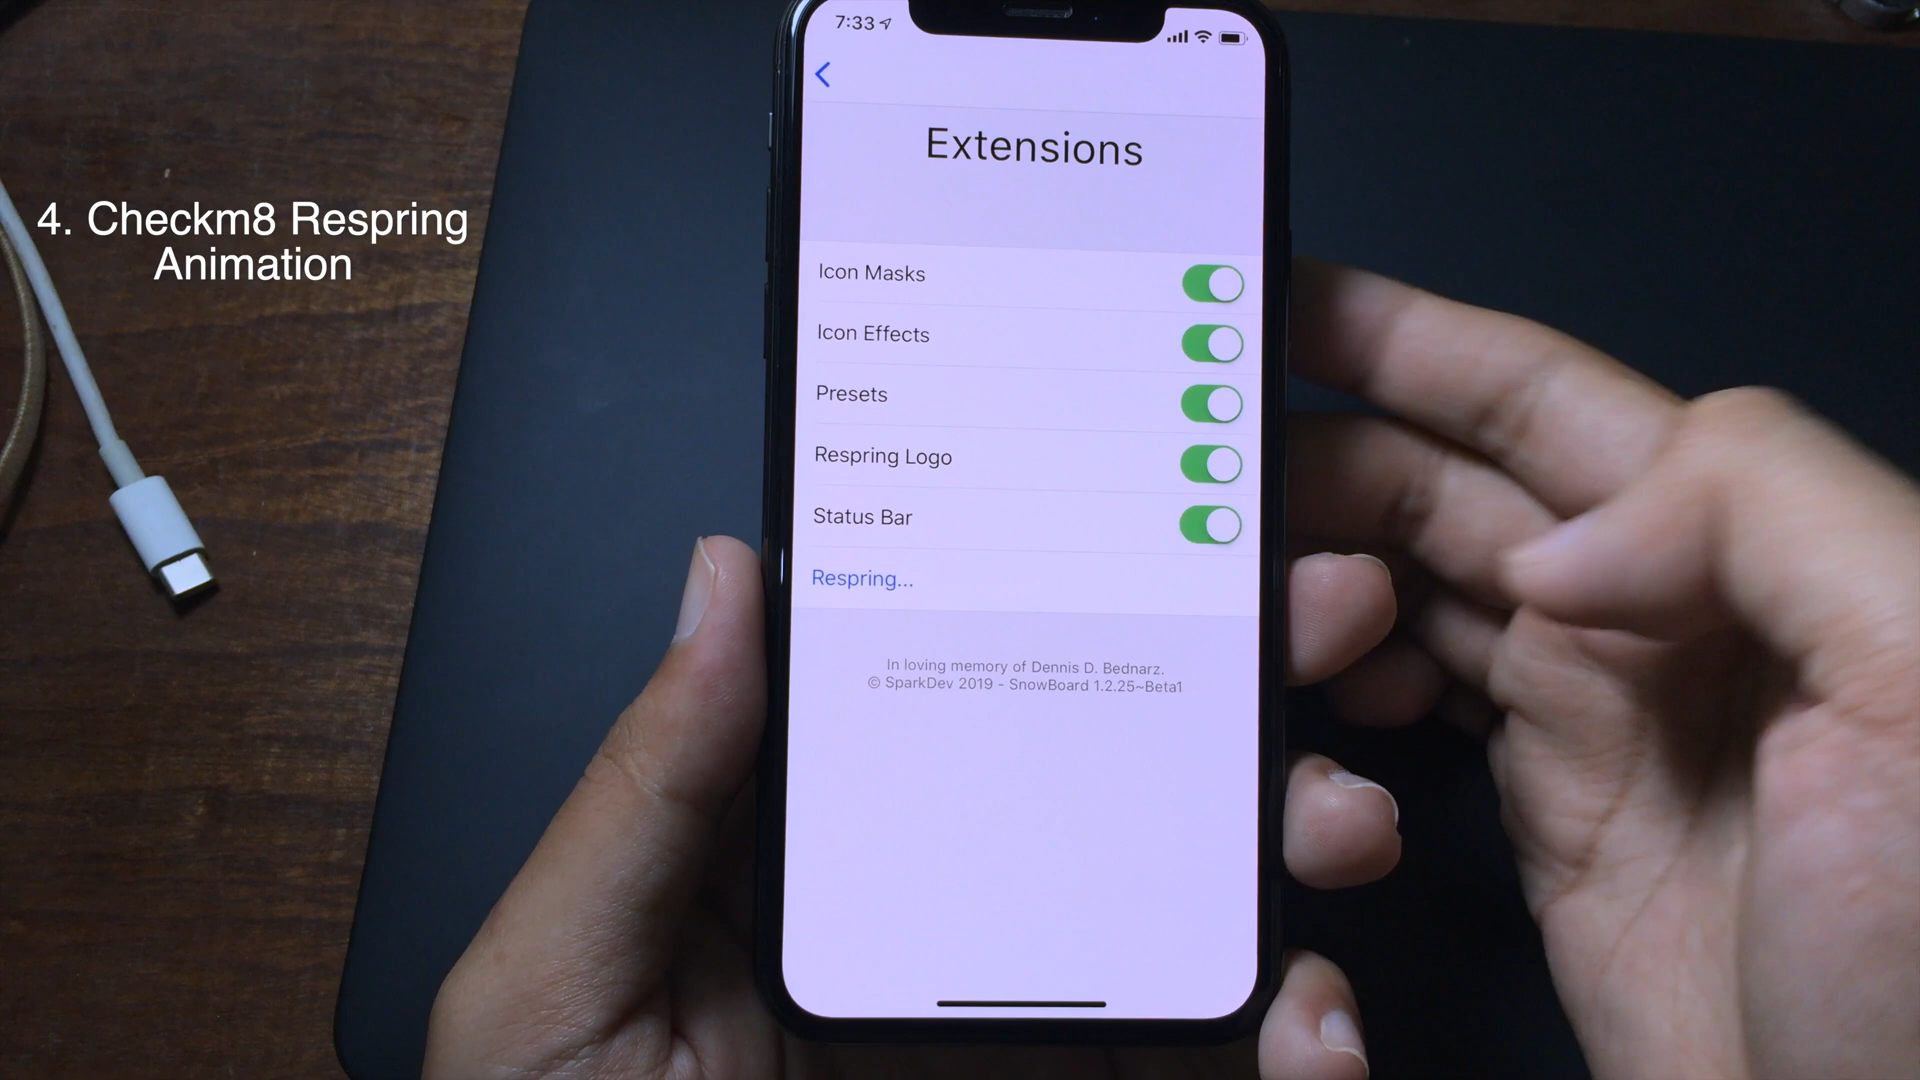 7:33
4. Checkm8 Respring
Animation
Extensions
Icon Masks
Icon Effects
Presets
Respring Logo
Status Bar
Respring...
In loving memory of Dennis D. Bednarz.
© SparkDev 2019 - SnowBoard 1.2.25~Beta1